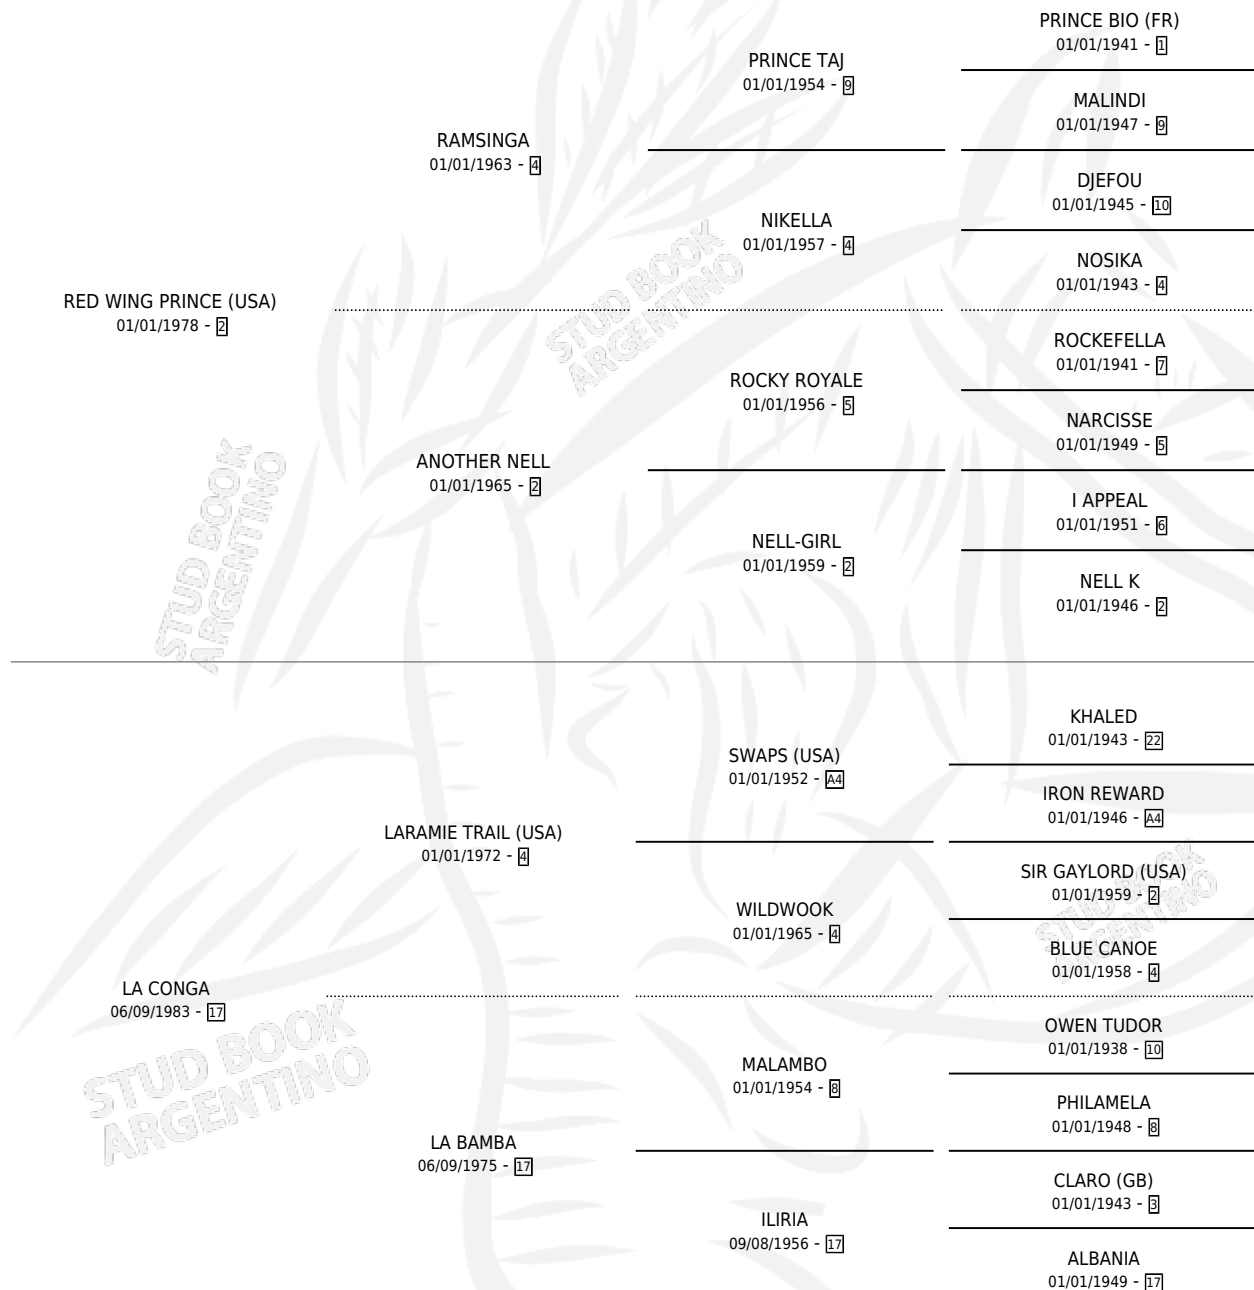 PRINCE BIO (FR)
01/01/1941 - 1
PRINCE TAJ
01/01/1954 - 9
MALINDI
01/01/1947 - 9
RAMSINGA
01/01/1963 - 4
DJEFOU
01/01/1945 - 10
NIKELLA
01/01/1957 - 4
NOSIKA
01/01/1943 - 4
RED WING PRINCE (USA)
01/01/1978 - 2
ROCKEFELLA
01/01/1941 - 7
ROCKY ROYALE
01/01/1956 - 5
NARCISSE
01/01/1949 - 5
ANOTHER NELL
01/01/1965 - 2
I APPEAL
01/01/1951 - 6
NELL-GIRL
01/01/1959 - 2
NELL K
01/01/1946 - 2
KHALED
01/01/1943 - 22
SWAPS (USA)
01/01/1952 - A4
IRON REWARD
01/01/1946 - A4
LARAMIE TRAIL (USA)
01/01/1972 - 4
SIR GAYLORD (USA)
01/01/1959 - 2
WILDWOOK
01/01/1965 - 4
BLUE CANOE
01/01/1958 - 4
LA CONGA
06/09/1983 - 17
OWEN TUDOR
01/01/1938 - 10
MALAMBO
01/01/1954 - 8
PHILAMELA
01/01/1948 - 8
LA BAMBA
06/09/1975 - 17
CLARO (GB)
01/01/1943 - 3
ILIRIA
09/08/1956 - 17
ALBANIA
01/01/1949 - 17
STUD BOOK
ARGENTINO
STUD BOOK
ARGENTINO
STUD BOOK
ARGENTINO
STUD BOOK
ARGENTINO